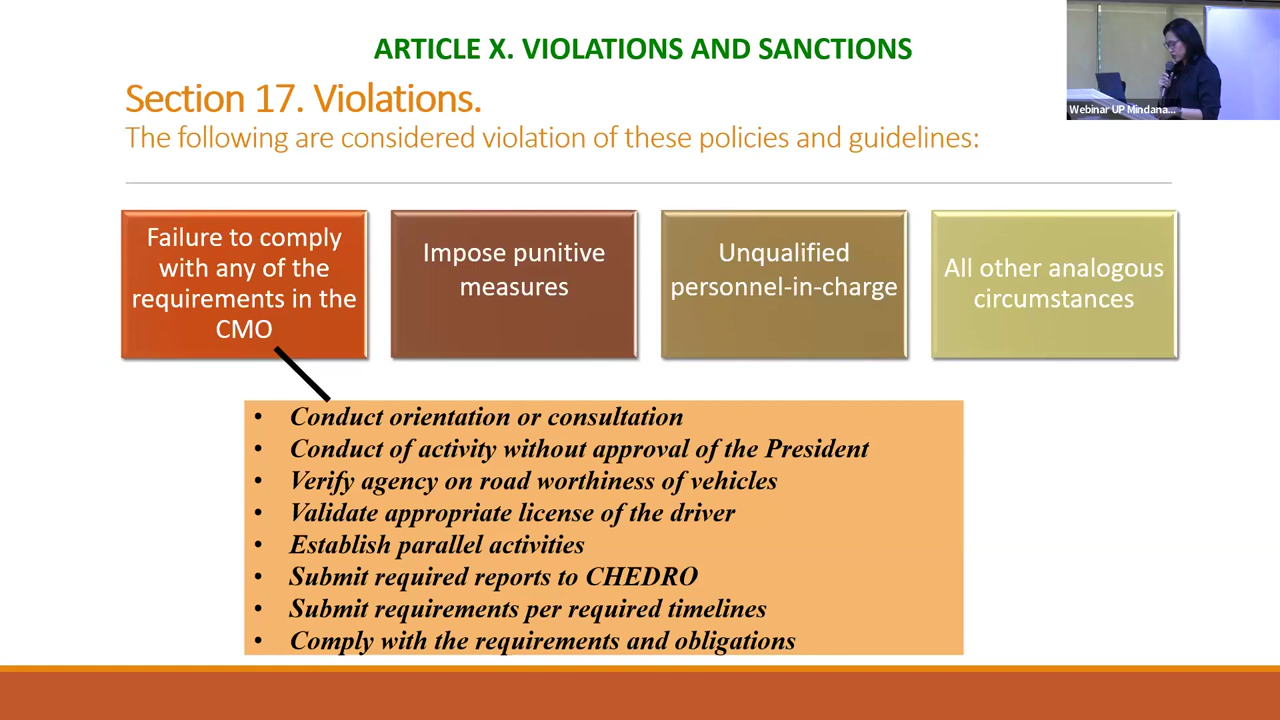 ARTICLE X. VIOLATIONS AND SANCTIONS
Section 17. Violations.
The following are considered violation of these policies and guidelines:
Webinar UP Mindana...
Failure to comply
with any of the
requirements in the
CMO
Impose punitive
measures
Unqualified
personnel-in-charge
All other analogous
circumstances
• Conduct orientation or consultation
• Conduct of activity without approval of the President
• Verify agency on road worthiness of vehicles
• Validate appropriate license of the driver
• Establish parallel activities
• Submit required reports to CHEDRO
• Submit requirements per required timelines
• Comply with the requirements and obligations